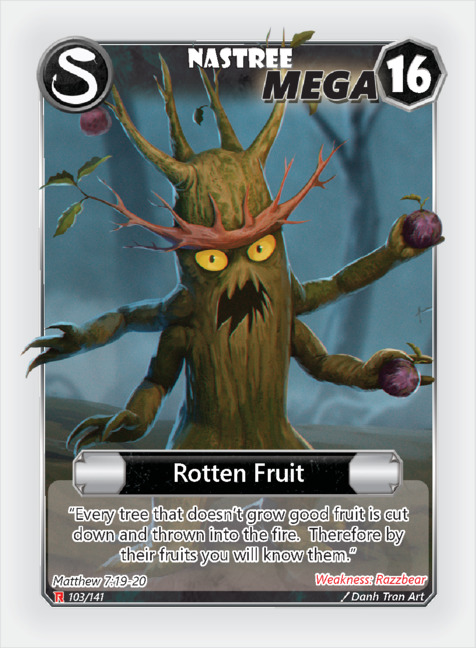 S
NASTREE
MEGA
16
Rotten Fruit
"Every tree that doesn't grow good fruit is cut
down and thrown into the fire.  Therefore by
their fruits you will know them."
Matthew 7:19-20
Weakness: Razzbear
R 103/141
Danh Tran Art